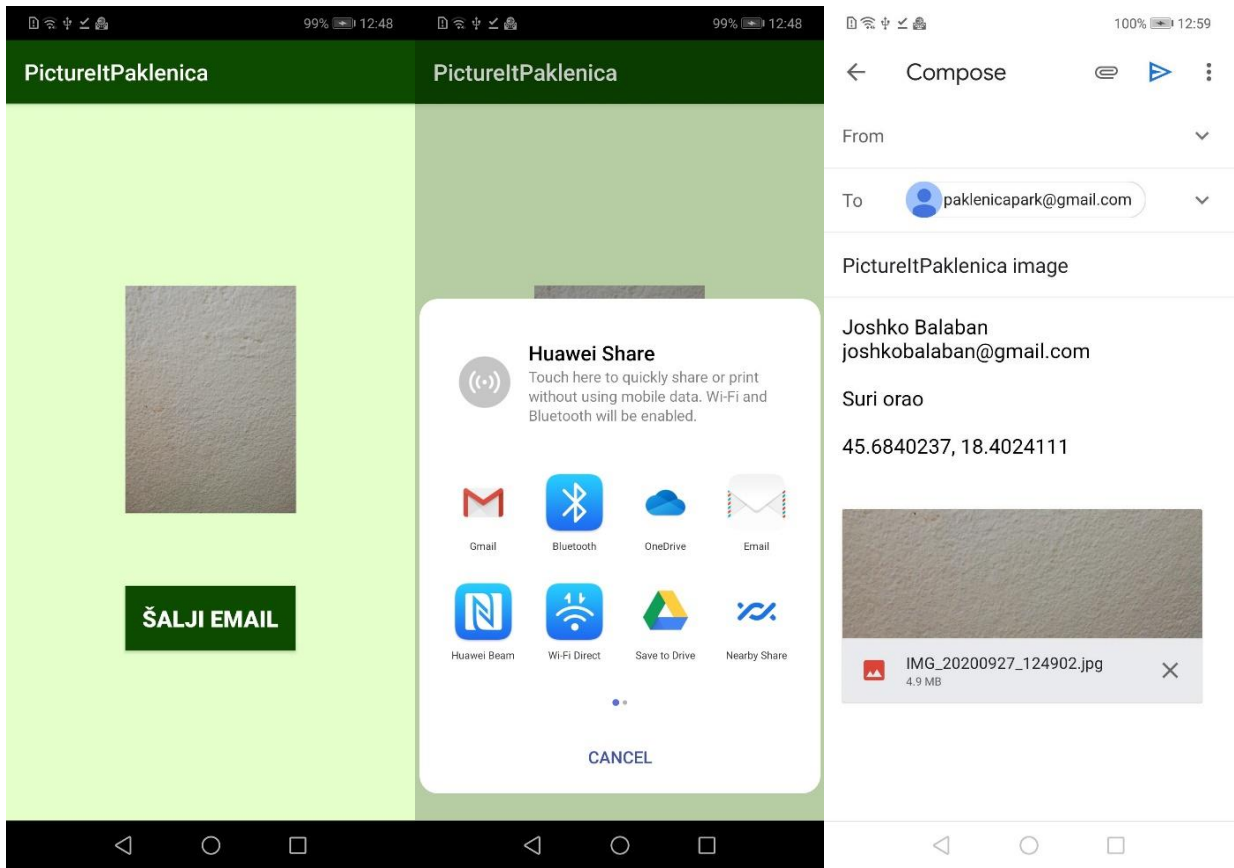 99% 12:48
PictureItPaklenica
ŠALJI EMAIL
99% 12:48
PictureItPaklenica
Huawei Share
Touch here to quickly share or print
without using mobile data. Wi-Fi and
Bluetooth will be enabled.
Gmail Bluetooth OneDrive Email
Huawei Beam Wi-Fi Direct Save to Drive Nearby Share
CANCEL
100% 12:59
Compose
From
To paklenicapark@gmail.com
PictureItPaklenica image
Joshko Balaban
joshkobalaban@gmail.com
Suri orao
45.6840237, 18.4024111
IMG_20200927_124902.jpg
4.9 MB